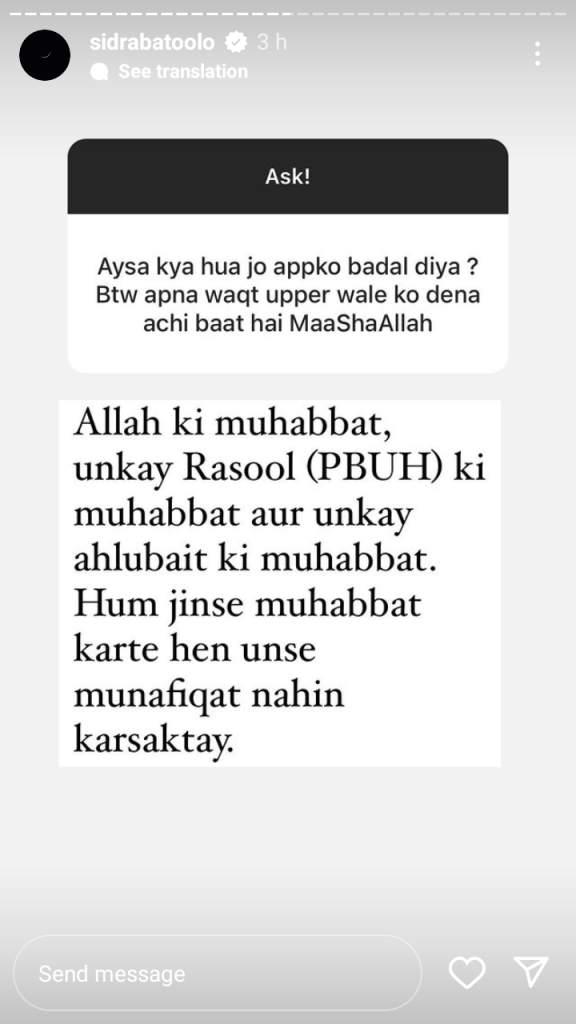 sidrabatoolo 3 h
See translation
Ask!
Aysa kya hua jo appko badal diya ?
Btw apna waqt upper wale ko dena
achi baat hai MaaShaAllah
Allah ki muhabbat,
unkay Rasool (PBUH) ki
muhabbat aur unkay
ahlubait ki muhabbat.
Hum jinse muhabbat
karte hen unse
munafiqat nahin
karsaktay.
Send message